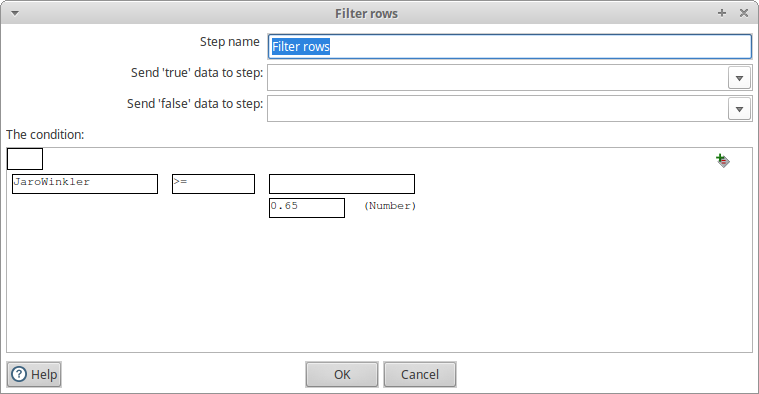 Filter rows
Step name Filter rows
Send 'true' data to step:
Send 'false' data to step:
The condition:
JaroWinkler >=
0.65 (Number)
Help OK Cancel